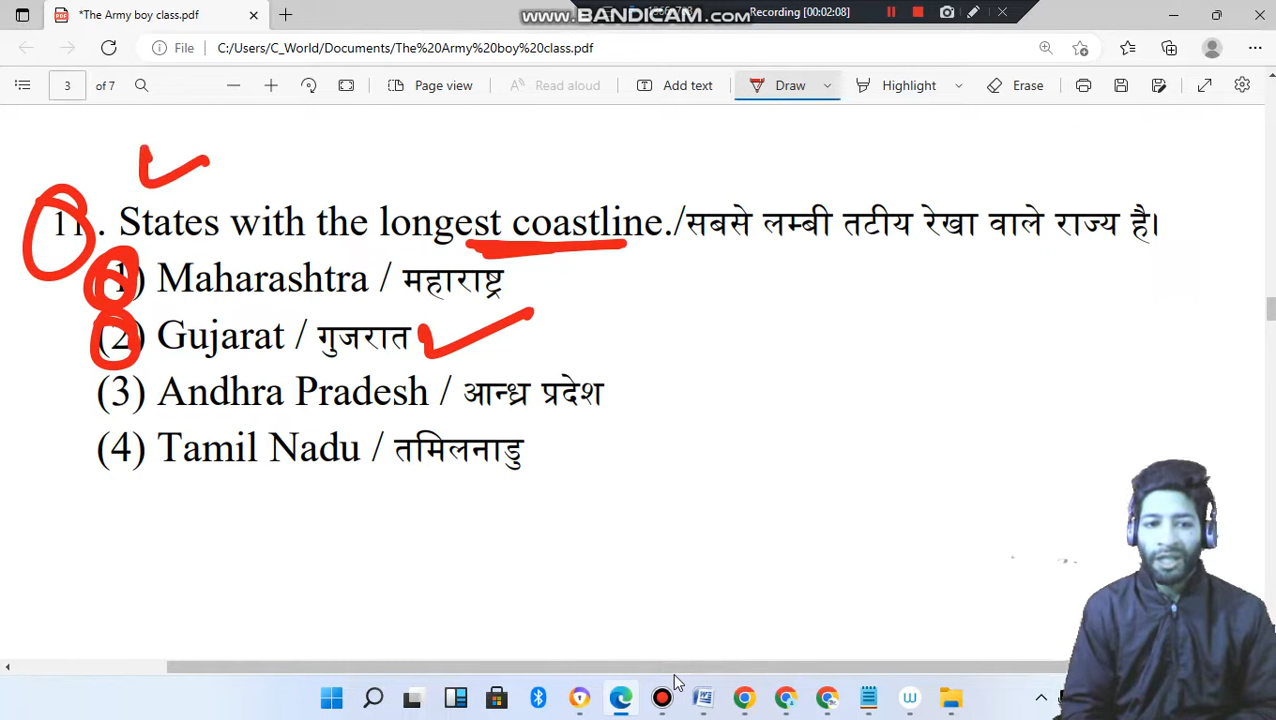 *The Army boy class.pdf
www.BANDICAM.com
Recording [00:02:08]
File C:/Users/C_World/Documents/The%20Army%20boy%20class.pdf
3 of 7 Page view Read aloud Add text Draw Highlight Erase
. States with the longest coastline./सबसे लम्बी तटीय रेखा वाले राज्य है।
1) Maharashtra / महाराष्ट्र
(2) Gujarat / गुजरात
(3) Andhra Pradesh / आन्ध्र प्रदेश
(4) Tamil Nadu / तमिलनाडु